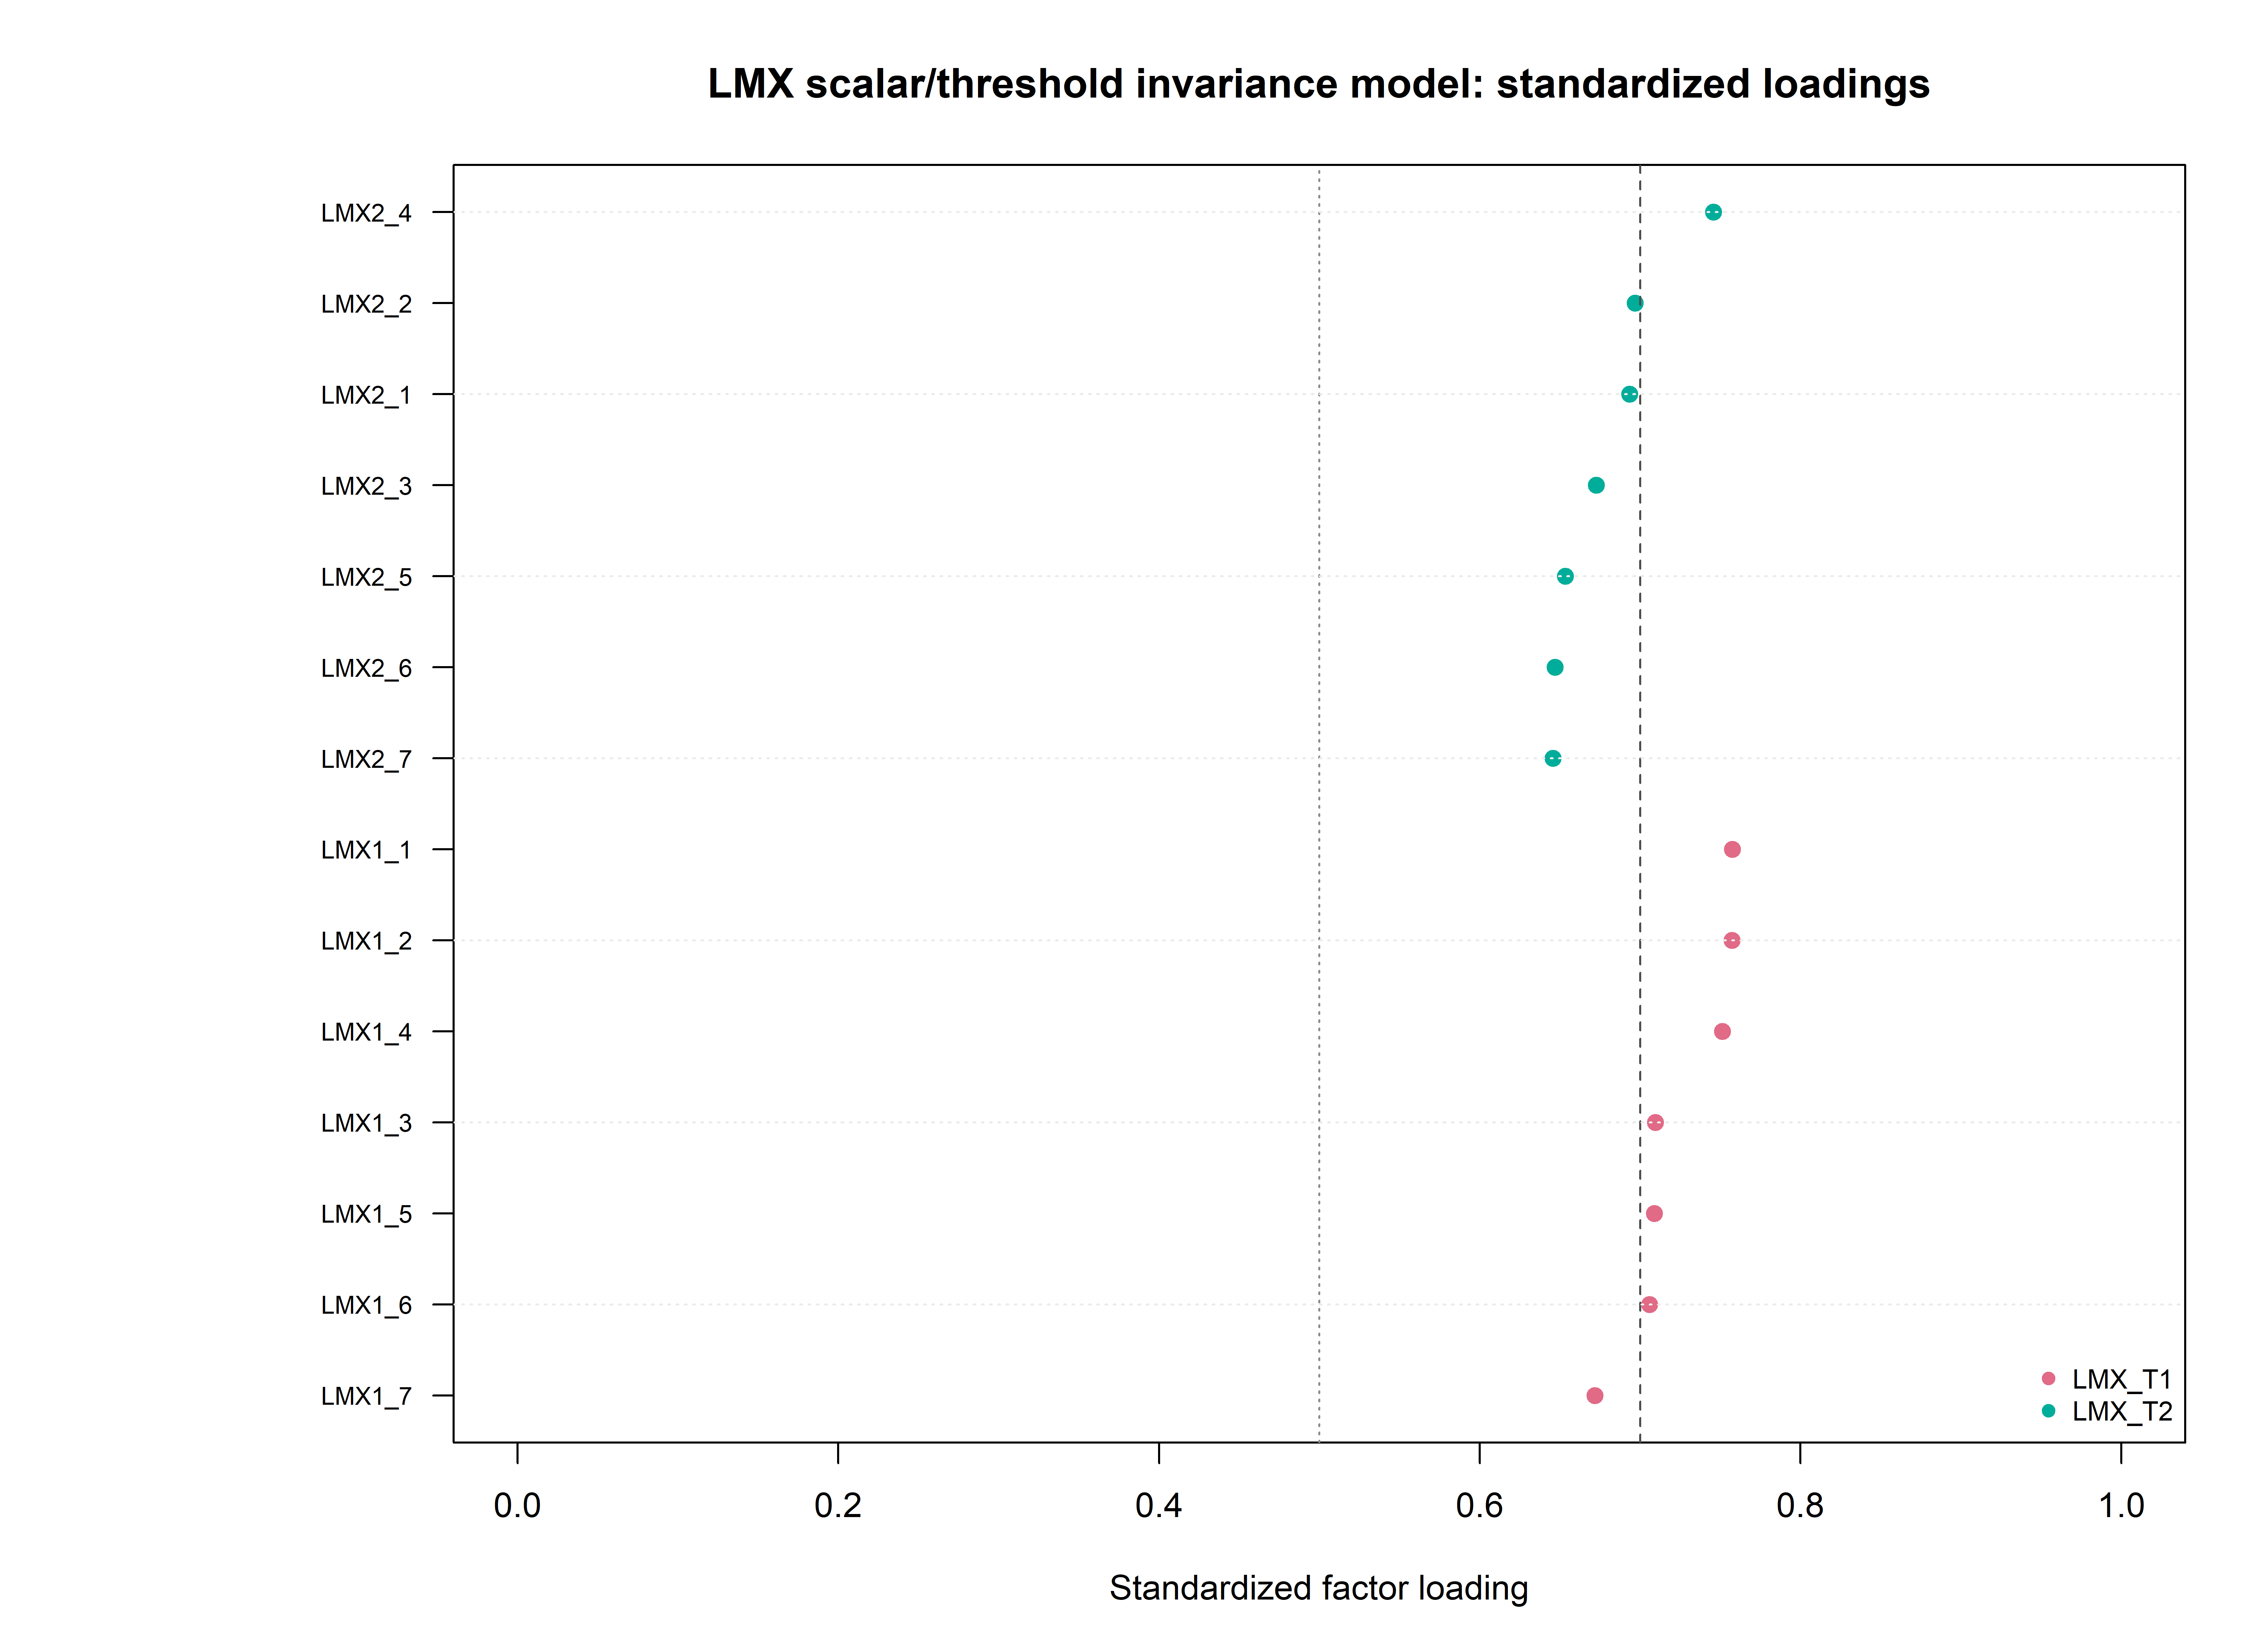 LMX scalar/threshold invariance model: standardized loadings
LMX2_4
LMX2_2
LMX2_1
LMX2_3
LMX2_5
LMX2_6
LMX2_7
LMX1_1
LMX1_2
LMX1_4
LMX1_3
LMX1_5
LMX1_6
LMX1_7
LMX_T1
LMX_T2
0.0 0.2 0.4 0.6 0.8 1.0
Standardized factor loading